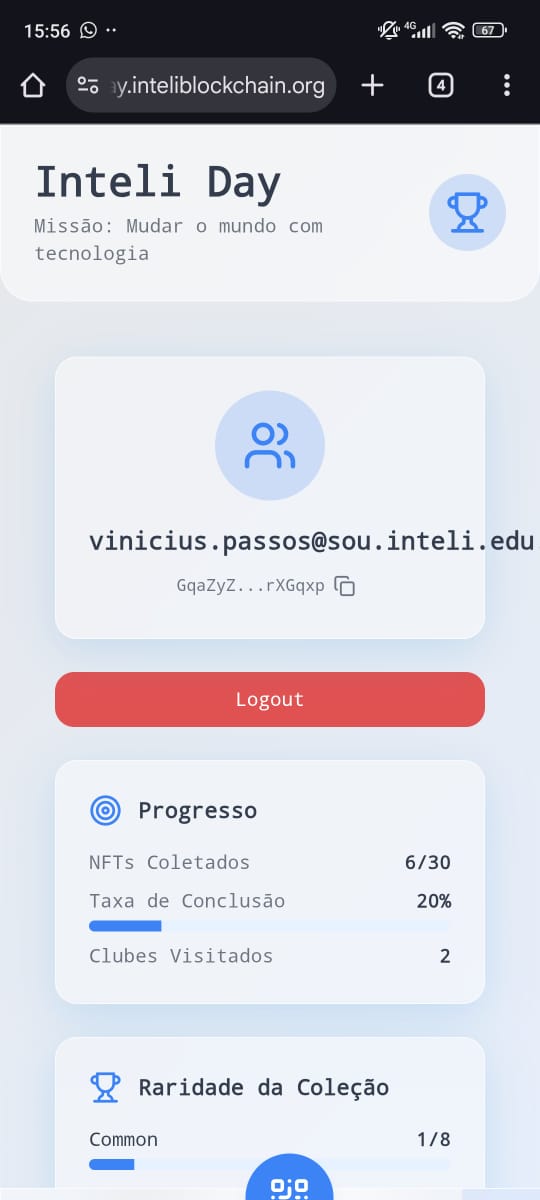 15:56
4G
67
y.inteliblockchain.org
4
Inteli Day
Missão: Mudar o mundo com
tecnologia
vinicius.passos@sou.inteli.edu
GqaZyZ...rXGqxp
Logout
Progresso
NFTs Coletados 6/30
Taxa de Conclusão 20%
Clubes Visitados 2
Raridade da Coleção
Common 1/8